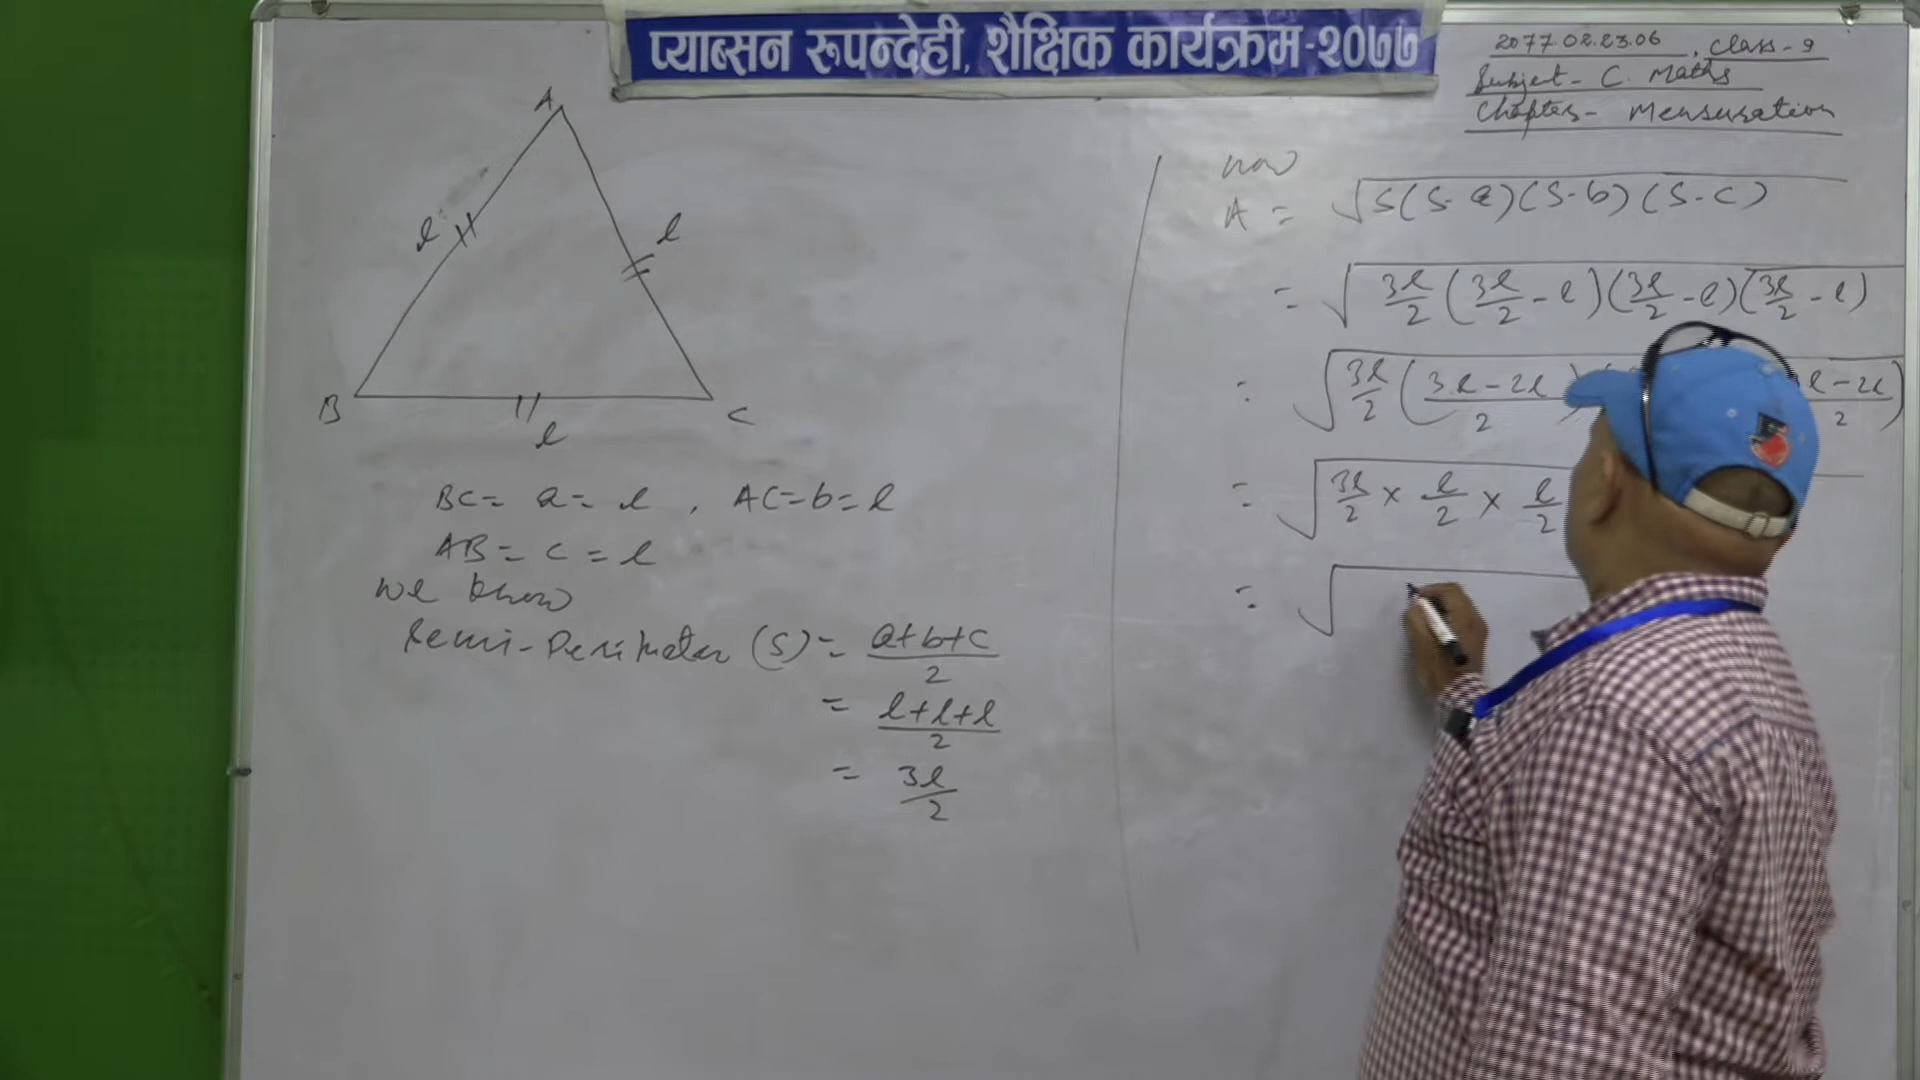 प्याब्सन रूपन्देही, शैक्षिक कार्यक्रम-२०७७
2077.02.23.06, Class-9
Subject- C. Maths
Chapter- Mensuration
A
l
l
B
C
l
BC = a = l , AC = b = l
AB = c = l
we know
Semi-Perimeter (S) = a+b+c/2
= l+l+l/2
= 3l/2
now
A = √S(S-a)(S-b)(S-c)
= √3l/2 (3l/2 - l)(3l/2 - l)(3l/2 - l)
= √3l/2 (3l-2l/2) l-2l/2)
= √3l/2 × l/2 × l/2
= √